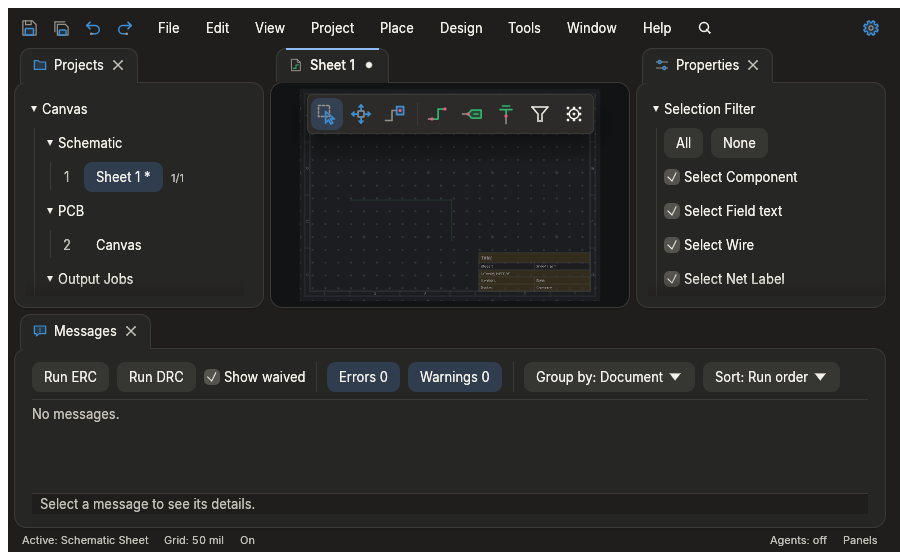 File Edit View Project Place Design Tools Window Help
Projects
Sheet 1
Properties
Canvas
Schematic
1 Sheet 1 * 1/1
PCB
2 Canvas
Output Jobs
Selection Filter
All None
Select Component
Select Field text
Select Wire
Select Net Label
Messages
Run ERC Run DRC Show waived Errors 0 Warnings 0 Group by: Document Sort: Run order
No messages.
Select a message to see its details.
Active: Schematic Sheet Grid: 50 mil On Agents: off Panels